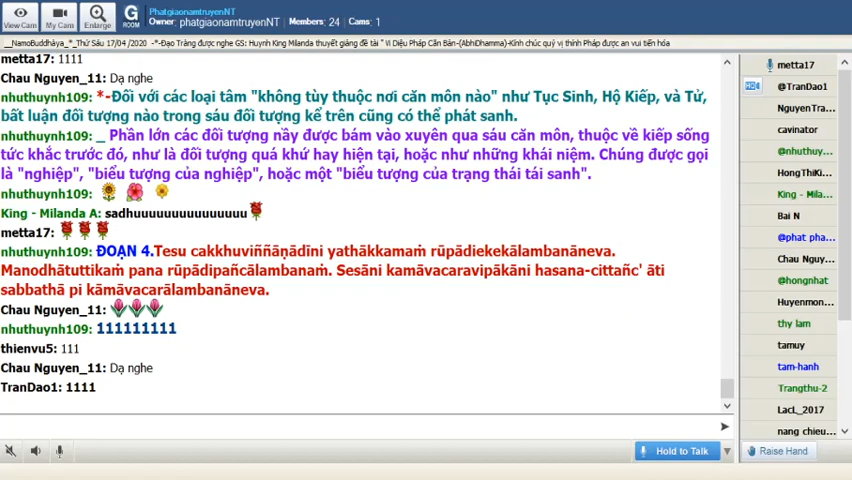 View Cam
My Cam
Enlarge
G
ROOM
PhatgiaonamtruyenNT
Owner: phatgiaonamtruyenNT Members: 24 Cams: 1
__NamoBuddhàya_*_Thứ Sáu 17/04 /2020 -*-Đạo Tràng được nghe GS: Huynh King Milanda thuyết giảng đề tài " Vi Diệu Pháp Căn Bản-(AbhiDhamma)-Kính chúc quý vị thính Pháp được an vui tiến hóa
metta17: 1111
Chau Nguyen_11: Dạ nghe
nhuthuynh109: *-Đối với các loại tâm "không tùy thuộc nơi căn môn nào" như Tục Sinh, Hộ Kiếp, và Tử,
bất luận đối tượng nào trong sáu đối tượng kể trên cũng có thể phát sanh.
nhuthuynh109: _ Phần lớn các đối tượng nầy được bám vào xuyên qua sáu căn môn, thuộc về kiếp sống
tức khắc trước đó, như là đối tượng quá khứ hay hiện tại, hoặc như những khái niệm. Chúng được gọi
là "nghiệp", "biểu tượng của nghiệp", hoặc một "biểu tượng của trạng thái tái sanh".
nhuthuynh109:
King - Milanda A: sadhuuuuuuuuuuuuuuu
metta17:
nhuthuynh109: ĐOẠN 4.Tesu cakkhuviññāṇādīni yathākkamaṁ rūpādiekekālambanāneva.
Manodhātuttikaṁ pana rūpādipañcālambanaṁ. Sesāni kamāvacaravipākāni hasana-cittañc' āti
sabbathā pi kāmāvacarālambanāneva.
Chau Nguyen_11:
nhuthuynh109: 111111111
thienvu5: 111
Chau Nguyen_11: Dạ nghe
TranDao1: 1111
Hold to Talk
metta17
@TranDao1
NguyenTra...
cavinator
@nhuthuy...
HongThiKi...
King - Mila...
Bai N
@phat pha...
Chau Nguy...
@hongnhat
Huyenmon...
thy lam
tamuy
tam-hanh
Trangthu-2
LacL_2017
nang chieu...
Raise Hand